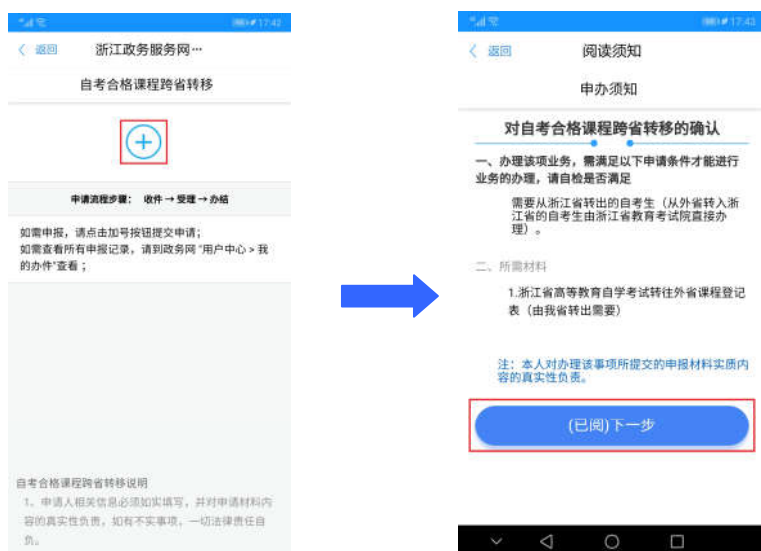 17:42
返回 浙江政务服务网…
自考合格课程跨省转移
申请流程步骤： 收件 → 受理 → 办结
如需申报，请点击加号按钮提交申请；
如需查看所有申报记录，请到政务网“用户中心 > 我
的办件”查看；
自考合格课程跨省转移说明
1、申请人相关信息必须如实填写，并对申请材料内
容的真实性负责，如有不实事项，一切法律责任自
负。
17:43
返回 阅读须知
申办须知
对自考合格课程跨省转移的确认
一、办理该项业务，需满足以下申请条件才能进行
业务的办理，请自检是否满足
需要从浙江省转出的自考生（从外省转入浙
江省的自考生由浙江省教育考试院直接办
理）。
二、所需材料
1.浙江省高等教育自学考试转往外省课程登记
表（由我省转出需要）
注：本人对办理该事项所提交的申报材料实质内
容的真实性负责。
(已阅)下一步